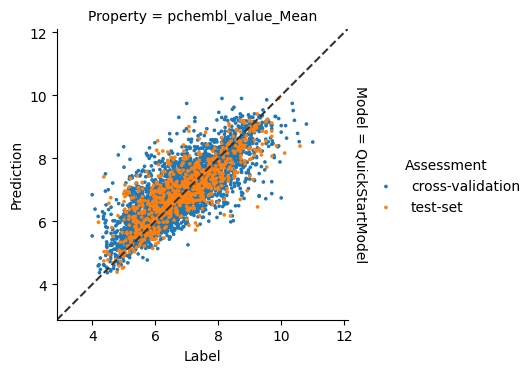 Property = pchembl_value_Mean
12
10
8
6
4
Prediction
4
6
8
10
12
Label
Model = QuickStartModel
Assessment
cross-validation
test-set